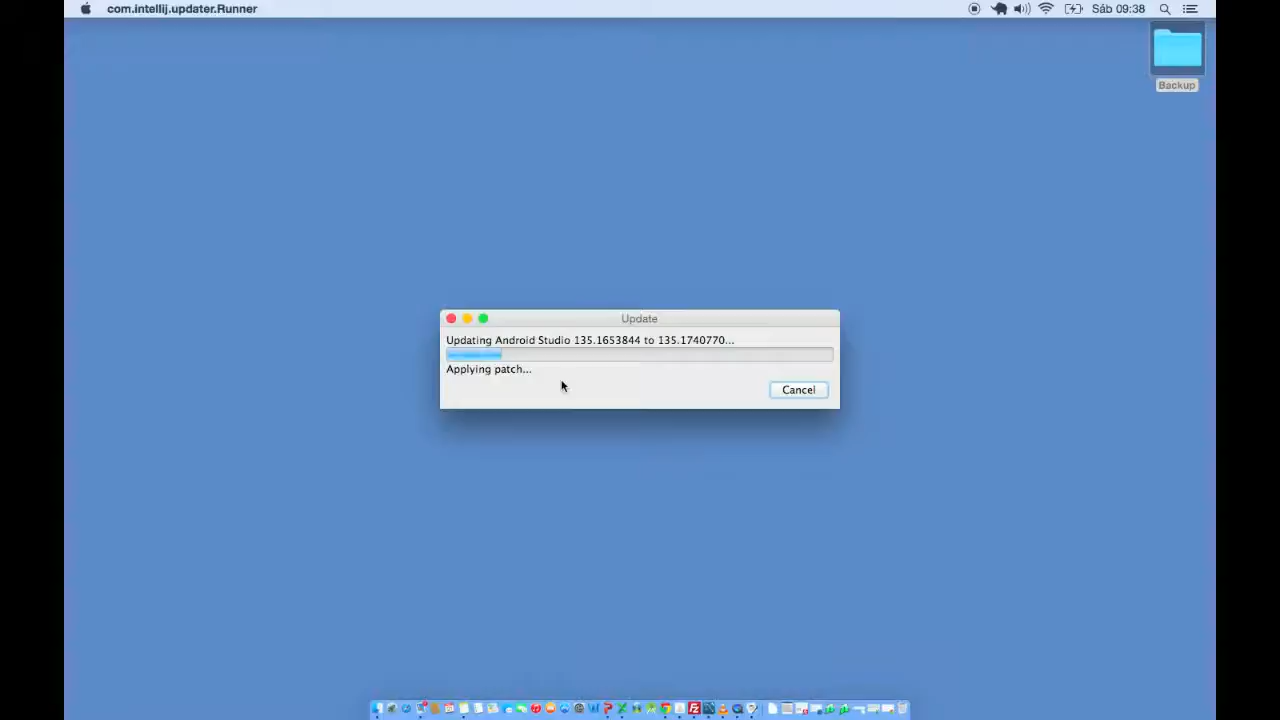 com.intellij.updater.Runner
Sáb 09:38
Backup
Update
Updating Android Studio 135.1653844 to 135.1740770...
Applying patch...
Cancel